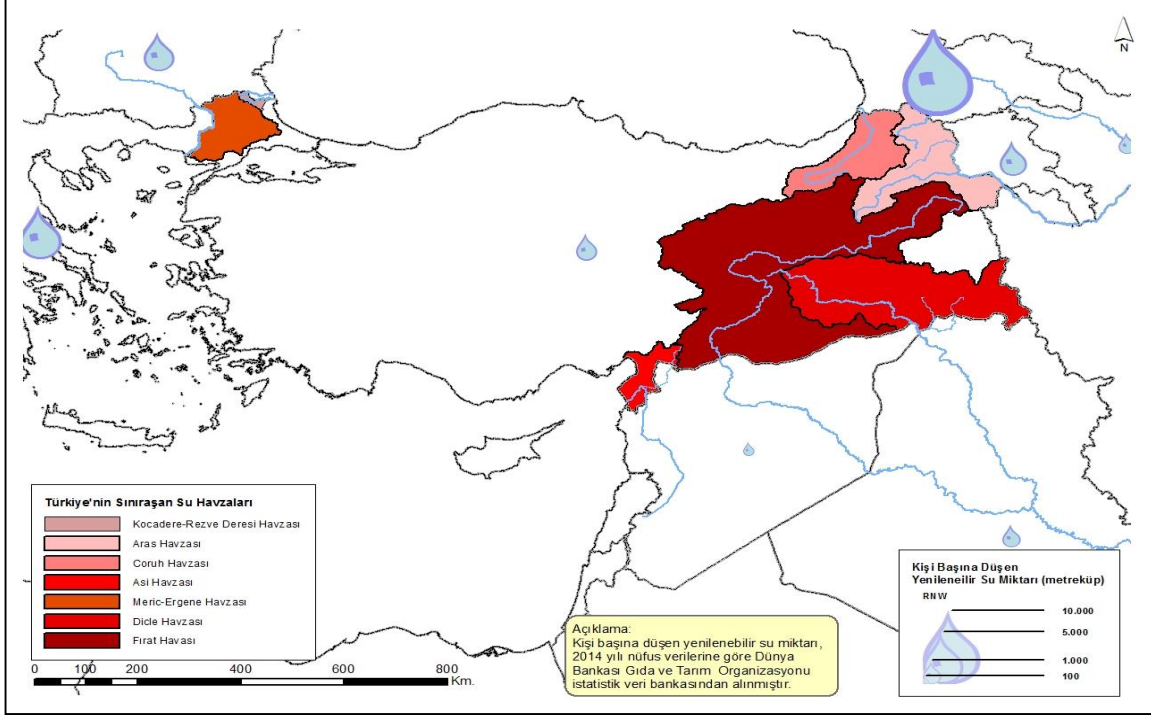 N
Türkiye'nin Sınıraşan Su Havzaları
Kocadere-Rezve Deresi Havzası
Aras Havzası
Coruh Havzası
Asi Havzası
Meric-Ergene Havzası
Dicle Havzası
Fırat Havası
0 200 400 600 800
Km.
Açıklama:
Kişi başına düşen yenilenebilir su miktarı,
2014 yılı nüfus verilerine göre Dünya
Bankası Gıda ve Tarım Organizasyonu
istatistik veri bankasından alınmıştır.
Kişi Başına Düşen
Yenileneilir Su Miktarı (metreküp)
RNW
10.000
5.000
1.000
100